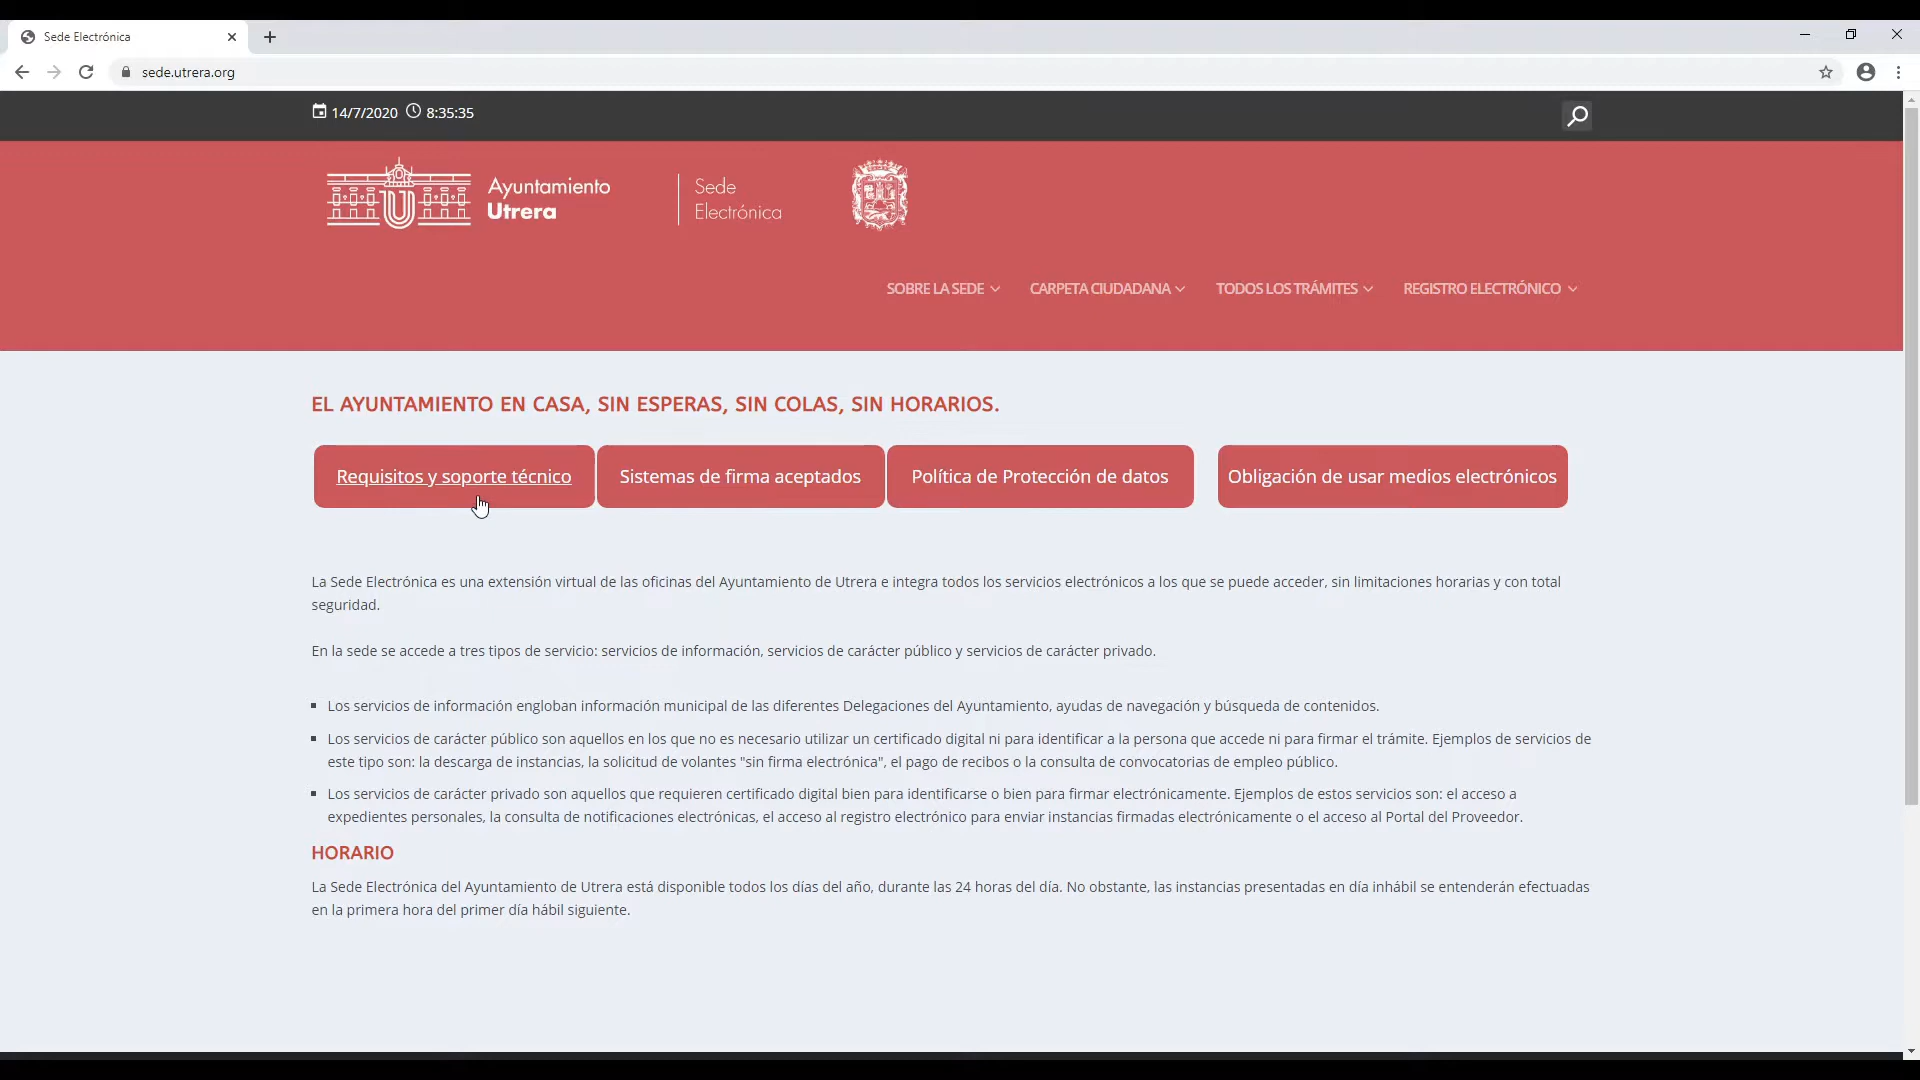 Sede Electrónica
sede.utrera.org
14/7/2020 8:35:35
Ayuntamiento
Utrera
Sede
Electrónica
SOBRE LA SEDE
CARPETA CIUDADANA
TODOS LOS TRÁMITES
REGISTRO ELECTRÓNICO
EL AYUNTAMIENTO EN CASA, SIN ESPERAS, SIN COLAS, SIN HORARIOS.
Requisitos y soporte técnico
Sistemas de firma aceptados
Política de Protección de datos
Obligación de usar medios electrónicos
La Sede Electrónica es una extensión virtual de las oficinas del Ayuntamiento de Utrera e integra todos los servicios electrónicos a los que se puede acceder, sin limitaciones horarias y con total
seguridad.
En la sede se accede a tres tipos de servicio: servicios de información, servicios de carácter público y servicios de carácter privado.
Los servicios de información engloban información municipal de las diferentes Delegaciones del Ayuntamiento, ayudas de navegación y búsqueda de contenidos.
Los servicios de carácter público son aquellos en los que no es necesario utilizar un certificado digital ni para identificar a la persona que accede ni para firmar el trámite. Ejemplos de servicios de
este tipo son: la descarga de instancias, la solicitud de volantes "sin firma electrónica", el pago de recibos o la consulta de convocatorias de empleo público.
Los servicios de carácter privado son aquellos que requieren certificado digital bien para identificarse o bien para firmar electrónicamente. Ejemplos de estos servicios son: el acceso a
expedientes personales, la consulta de notificaciones electrónicas, el acceso al registro electrónico para enviar instancias firmadas electrónicamente o el acceso al Portal del Proveedor.
HORARIO
La Sede Electrónica del Ayuntamiento de Utrera está disponible todos los días del año, durante las 24 horas del día. No obstante, las instancias presentadas en día inhábil se entenderán efectuadas
en la primera hora del primer día hábil siguiente.